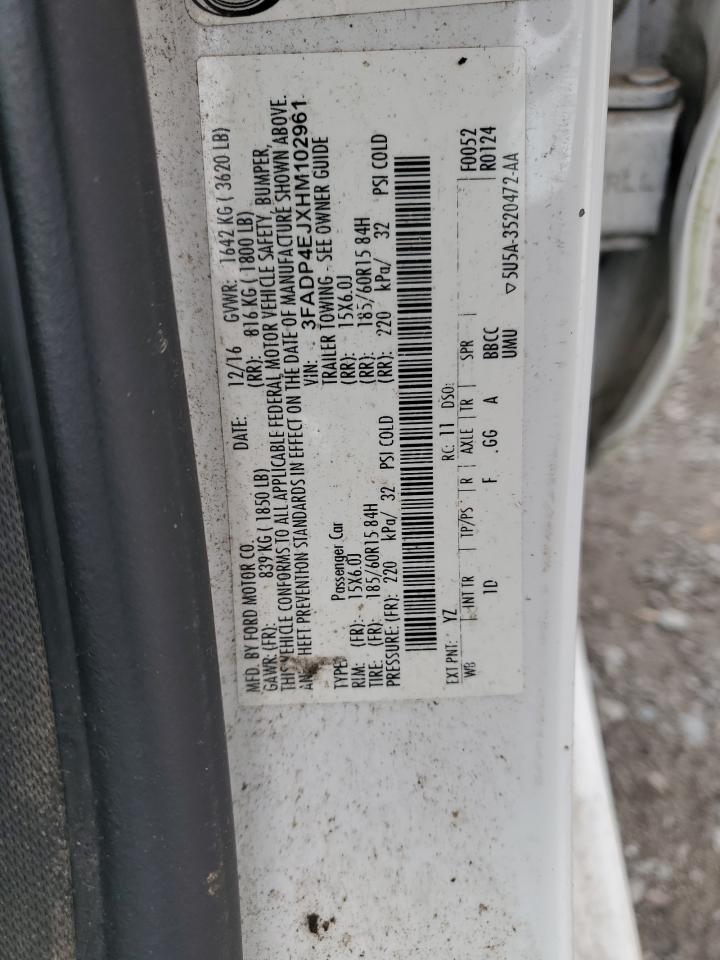 MFD. BY FORD MOTOR CO. DATE: 12/16 GVWR: 1642 KG ( 3620 LB)
GAWR: (FR): 839 KG ( 1850 LB) (RR): 816 KG ( 1800 LB)
THIS VEHICLE CONFORMS TO ALL APPLICABLE FEDERAL MOTOR VEHICLE SAFETY, BUMPER,
AND THEFT PREVENTION STANDARDS IN EFFECT ON THE DATE OF MANUFACTURE SHOWN ABOVE.
VIN: 3FADP4EJXHM102961
TYPE: Passenger Car TRAILER TOWING - SEE OWNER GUIDE
RIM: (FR): 15X6.0J (RR): 15X6.0J
TIRE: (FR): 185/60R15 84H (RR): 185/60R15 84H
PRESSURE: (FR): 220 kPa/ 32 PSI COLD (RR): 220 kPa/ 32 PSI COLD
EXT PNT: YZ RC: 11 DSO: F0052
WB INT TR TP/PS R AXLE TR SPR R0124
1D F .GG A BBCC
UMU ▽ 5U5A-3520472-AA